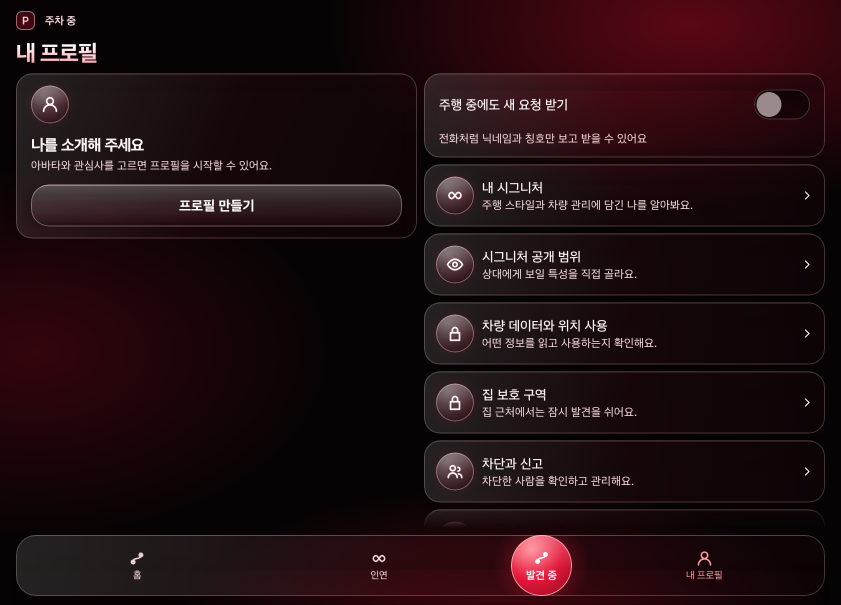 P 주차 중
내 프로필
나를 소개해 주세요
아바타와 관심사를 고르면 프로필을 시작할 수 있어요.
프로필 만들기
주행 중에도 새 요청 받기
전화처럼 닉네임과 칭호만 보고 받을 수 있어요
내 시그니처
주행 스타일과 차량 관리에 담긴 나를 알아봐요.
시그니처 공개 범위
상대에게 보일 특성을 직접 골라요.
차량 데이터와 위치 사용
어떤 정보를 읽고 사용하는지 확인해요.
집 보호 구역
집 근처에서는 잠시 발견을 쉬어요.
차단과 신고
차단한 사람을 확인하고 관리해요.
홈
인연
발견 중
내 프로필